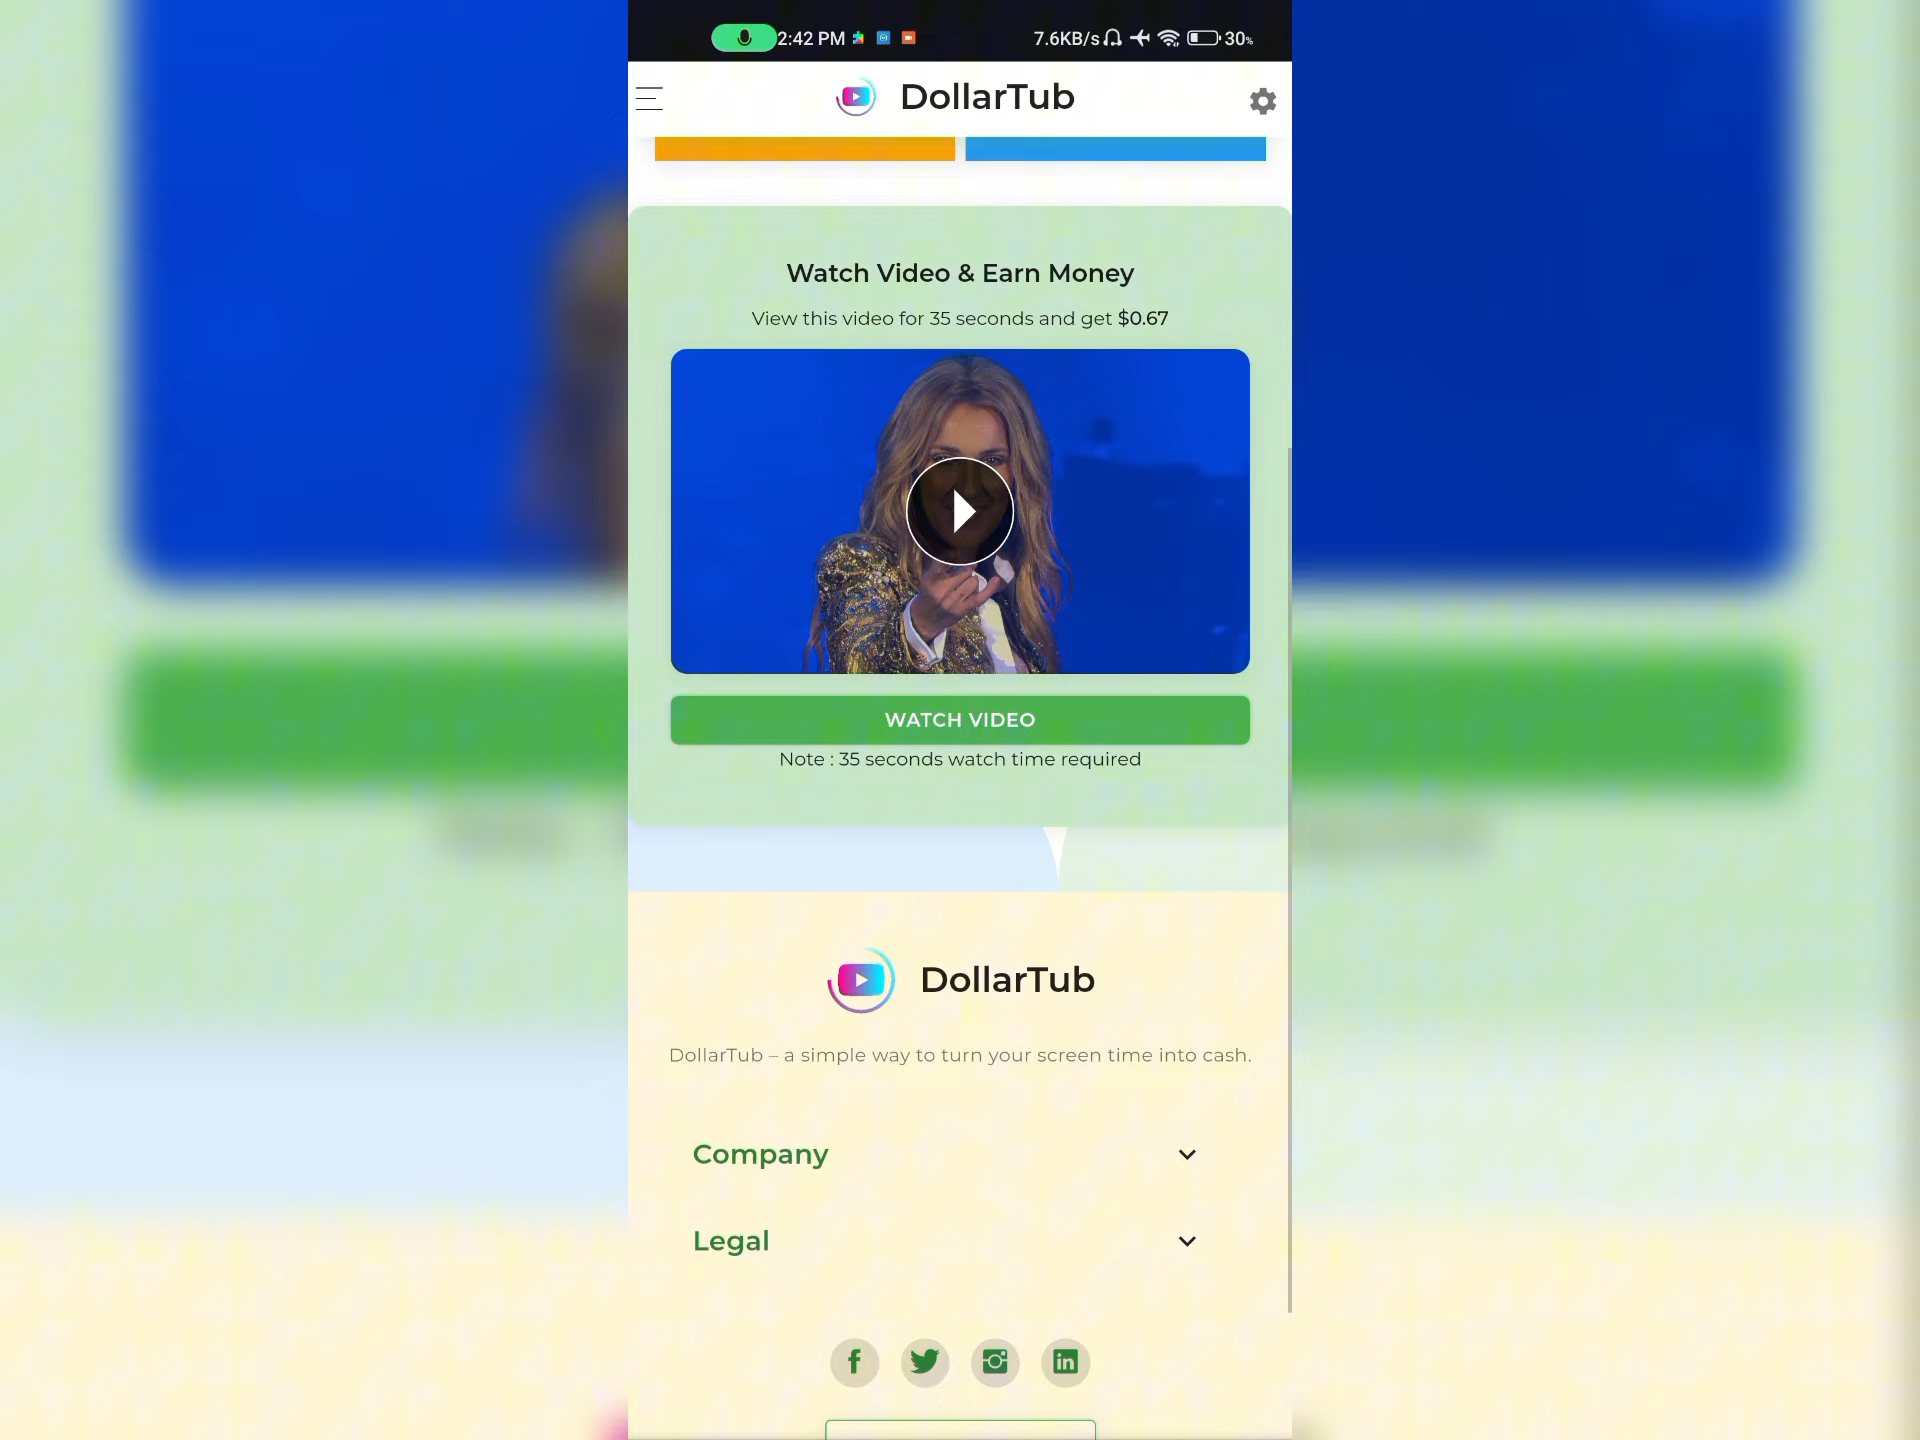 2:42 PM
7.6KB/s
30%
DollarTub
Watch Video & Earn Money
View this video for 35 seconds and get $0.67
WATCH VIDEO
Note : 35 seconds watch time required
DollarTub
DollarTub – a simple way to turn your screen time into cash.
Company
Legal
f
in